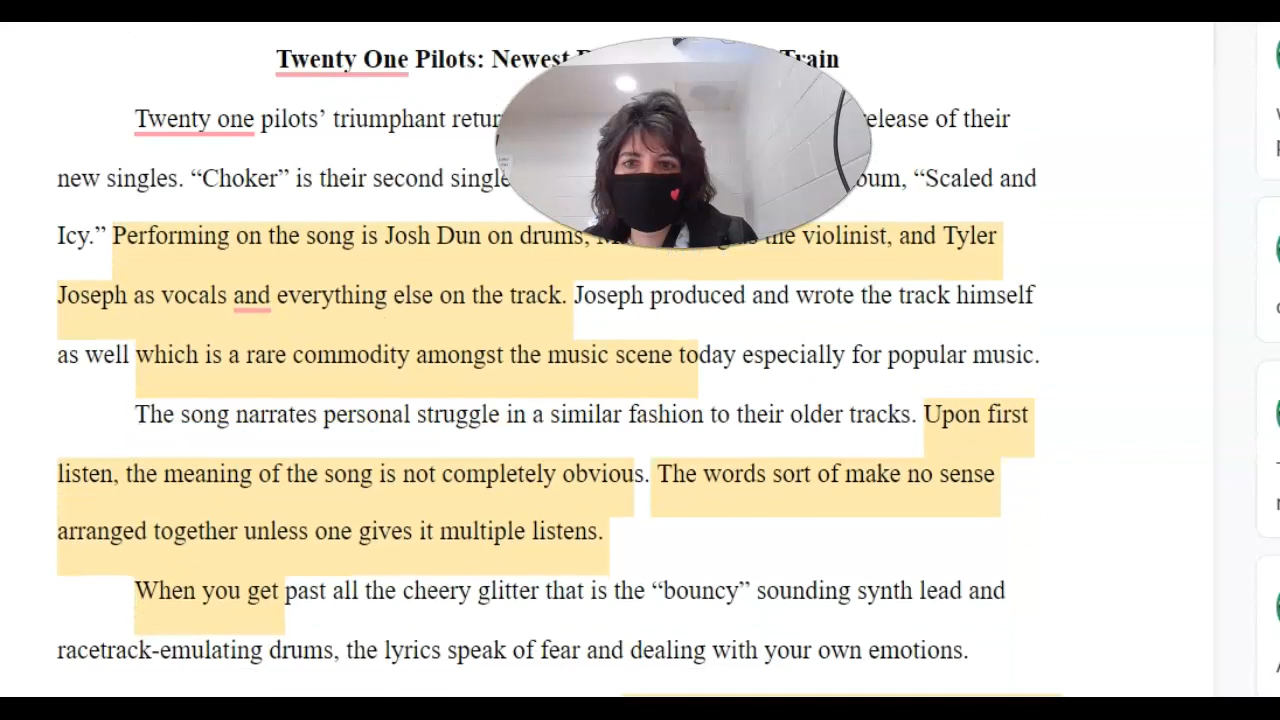 Twenty One Pilots: Newest Train
Twenty one pilots’ triumphant retur elease of their
new singles. “Choker” is their second single oum, “Scaled and
Icy.” Performing on the song is Josh Dun on drums, the violinist, and Tyler
Joseph as vocals and everything else on the track. Joseph produced and wrote the track himself
as well which is a rare commodity amongst the music scene today especially for popular music.
The song narrates personal struggle in a similar fashion to their older tracks. Upon first
listen, the meaning of the song is not completely obvious. The words sort of make no sense
arranged together unless one gives it multiple listens.
When you get past all the cheery glitter that is the “bouncy” sounding synth lead and
racetrack-emulating drums, the lyrics speak of fear and dealing with your own emotions.